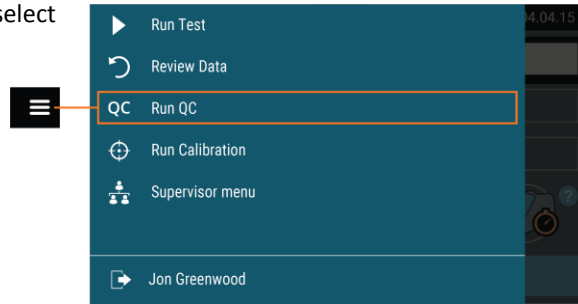 select
Run Test
04.04.15
Review Data
QC Run QC
Run Calibration
Supervisor menu
?
Jon Greenwood